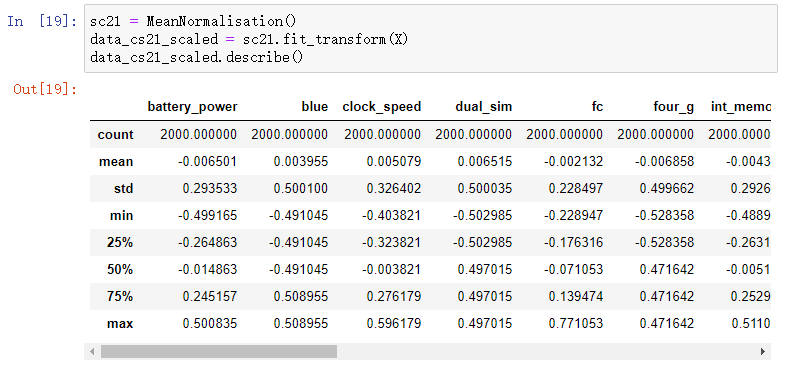 In [19]: sc21 = MeanNormalisation()
data_cs21_scaled = sc21.fit_transform(X)
data_cs21_scaled.describe()
Out[19]:
battery_power blue clock_speed dual_sim fc four_g int_memo
count 2000.000000 2000.000000 2000.000000 2000.000000 2000.000000 2000.000000 2000.0000
mean -0.006501 0.003955 0.005079 0.006515 -0.002132 -0.006858 -0.0043
std 0.293533 0.500100 0.326402 0.500035 0.228497 0.499662 0.2926
min -0.499165 -0.491045 -0.403821 -0.502985 -0.228947 -0.528358 -0.4889
25% -0.264863 -0.491045 -0.323821 -0.502985 -0.176316 -0.528358 -0.2631
50% -0.014863 -0.491045 -0.003821 0.497015 -0.071053 0.471642 -0.0051
75% 0.245157 0.508955 0.276179 0.497015 0.139474 0.471642 0.2529
max 0.500835 0.508955 0.596179 0.497015 0.771053 0.471642 0.5110